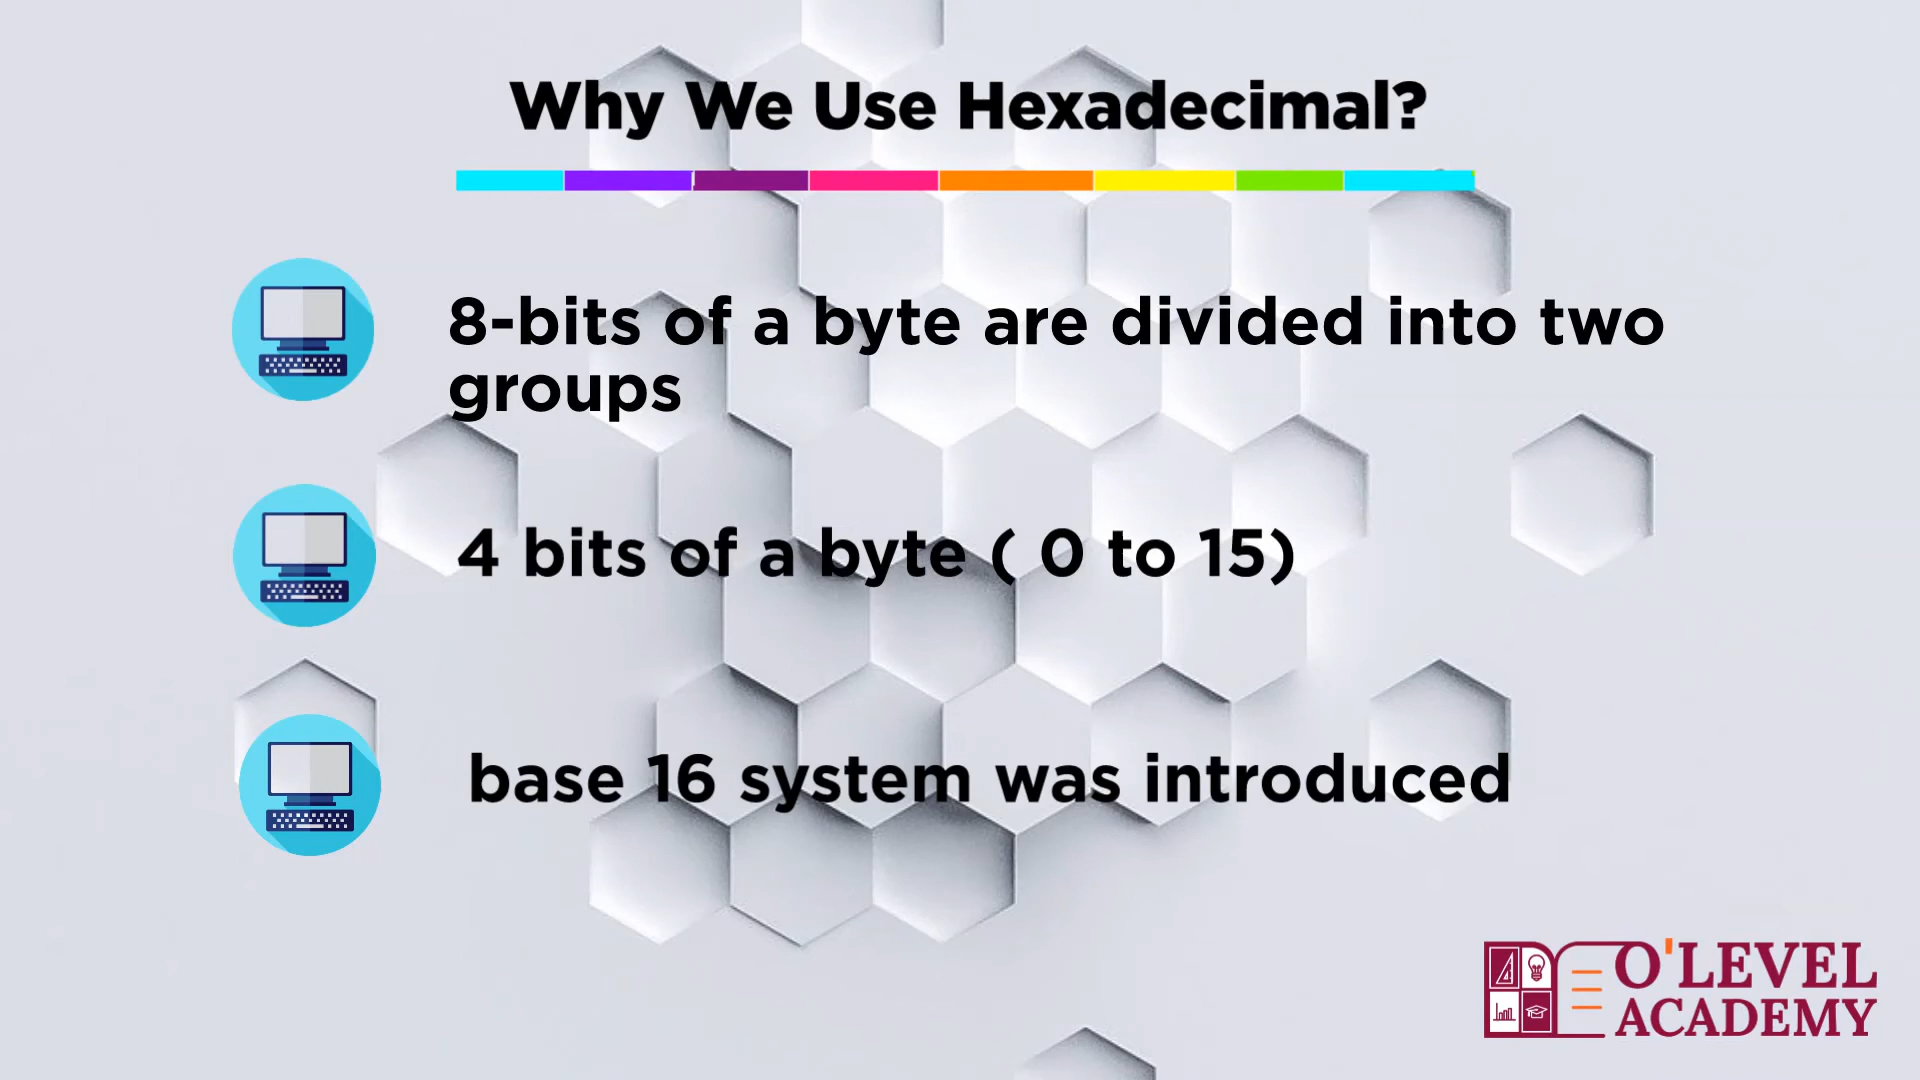 Why We Use Hexadecimal?
8-bits of a byte are divided into two
groups
4 bits of a byte ( 0 to 15)
base 16 system was introduced
O'LEVEL
ACADEMY